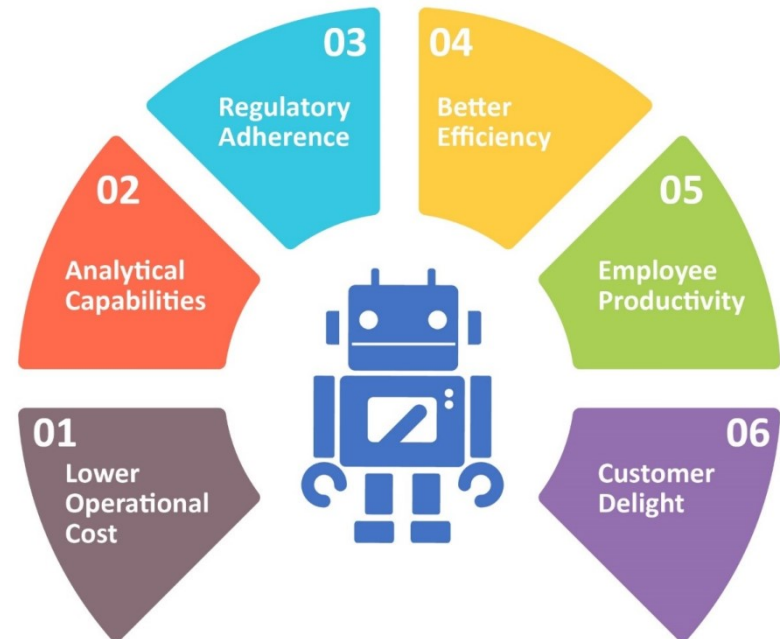 01
Lower
Operational
Cost
02
Analytical
Capabilities
03
Regulatory
Adherence
04
Better
Efficiency
05
Employee
Productivity
06
Customer
Delight